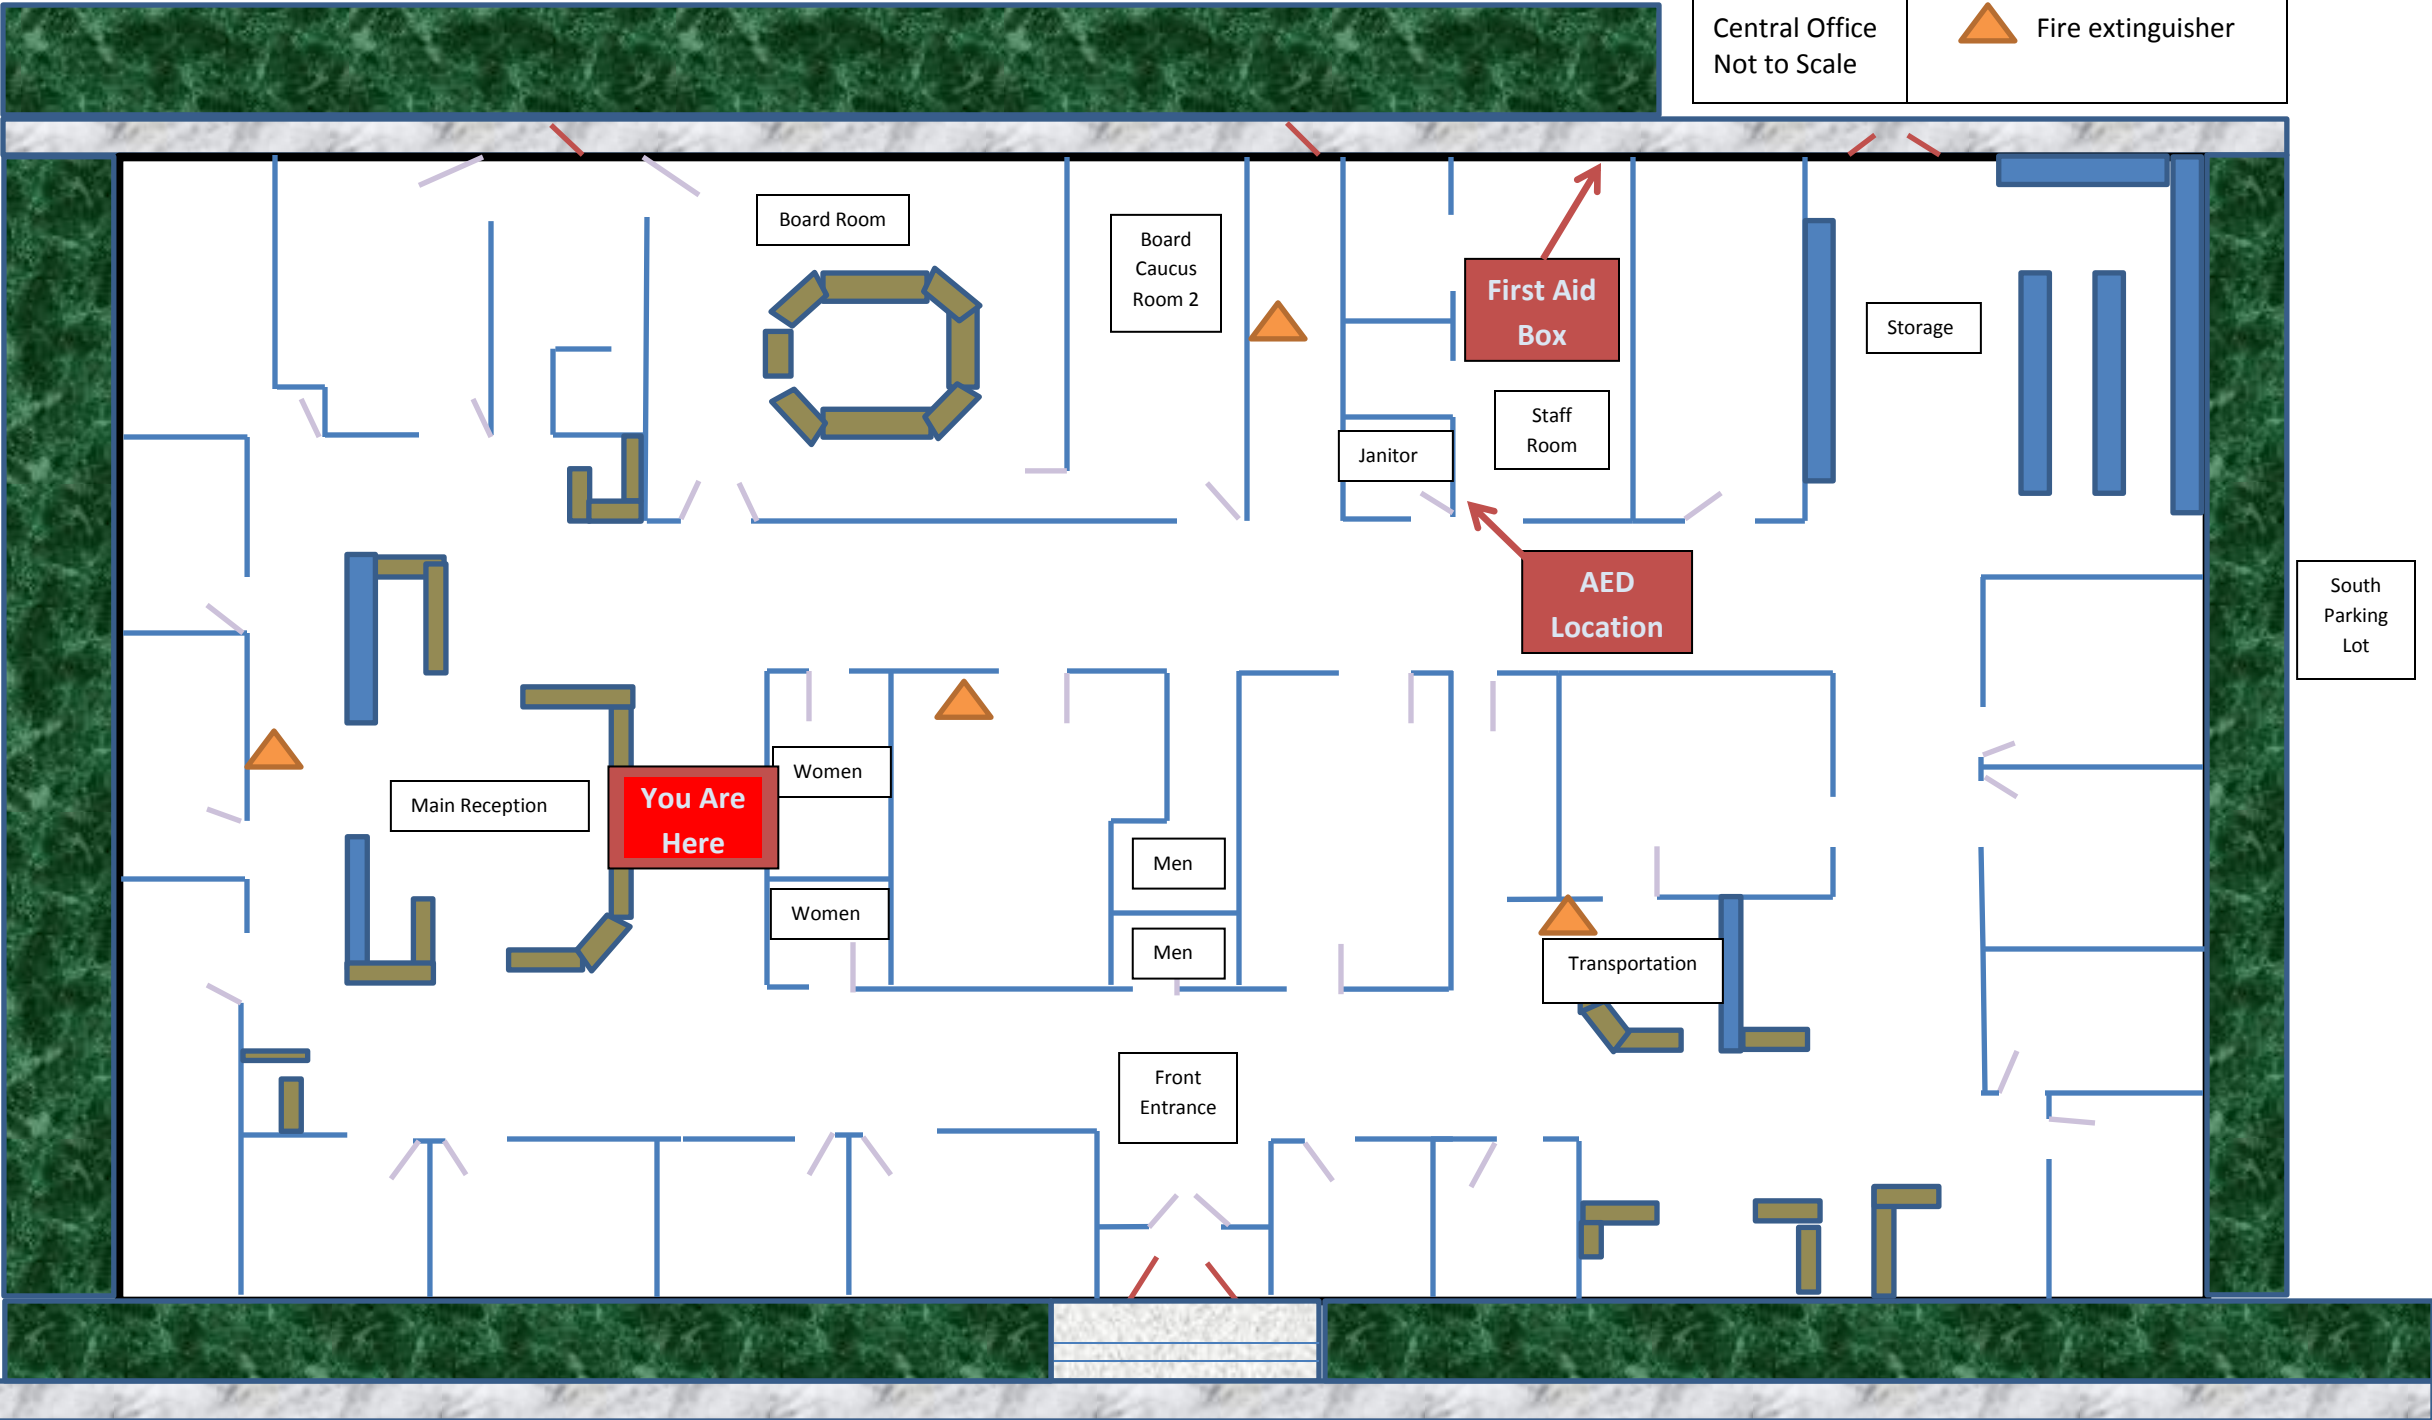 Central Office
Not to Scale
Fire extinguisher
Board Room
Board
Caucus
Room 2
First Aid
Box
Storage
Staff
Room
Janitor
AED
Location
South
Parking
Lot
Women
Main Reception
You Are
Here
Men
Women
Men
Transportation
Front
Entrance